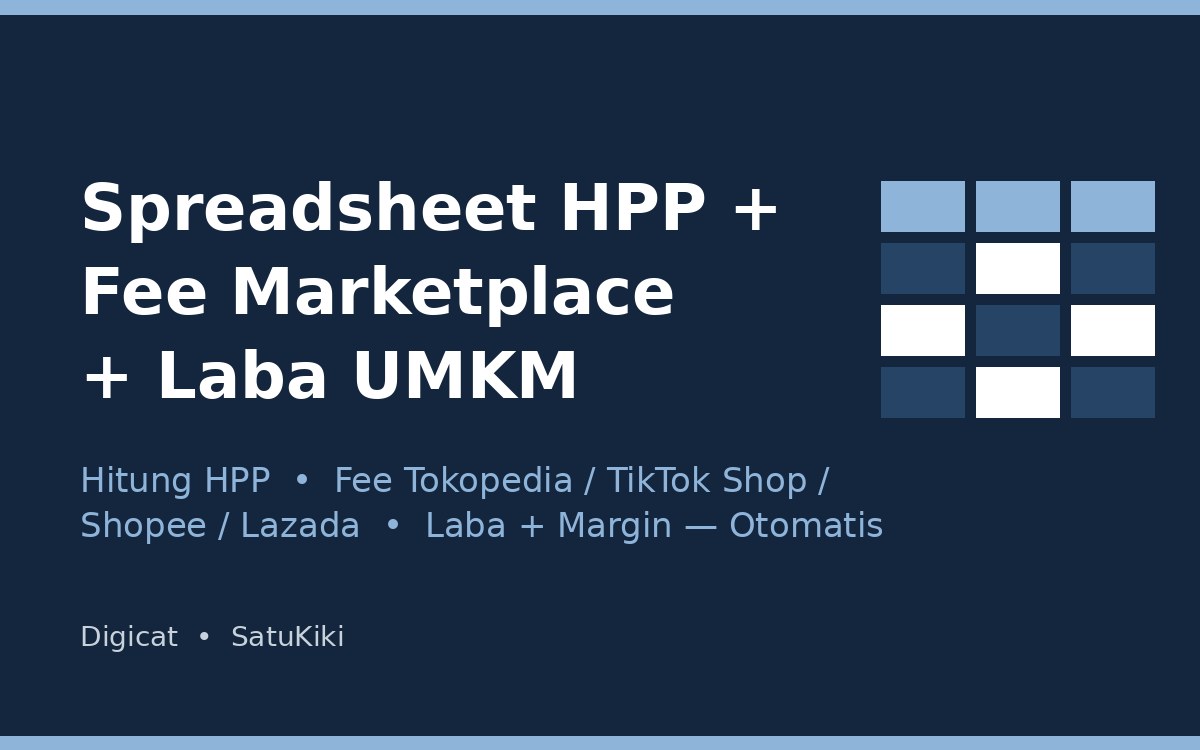 Spreadsheet HPP +
Fee Marketplace
+ Laba UMKM
Hitung HPP • Fee Tokopedia / TikTok Shop /
Shopee / Lazada • Laba + Margin — Otomatis
Digicat • SatuKiki